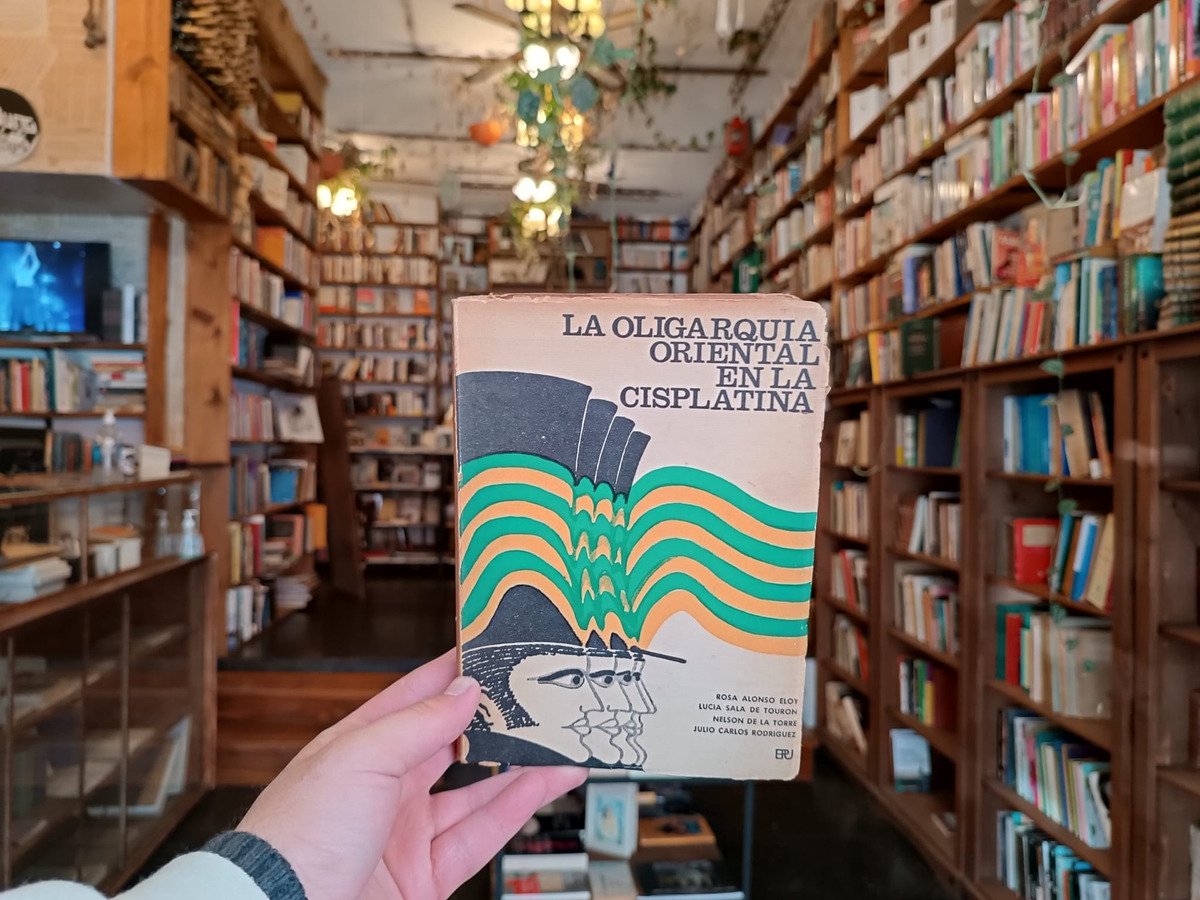 LA OLIGARQUIA
ORIENTAL
EN LA
CISPLATINA
ROSA ALONSO ELOY
LUCIA SALA DE TOURON
NELSON DE LA TORRE
JULIO CARLOS RODRIGUEZ
EPU